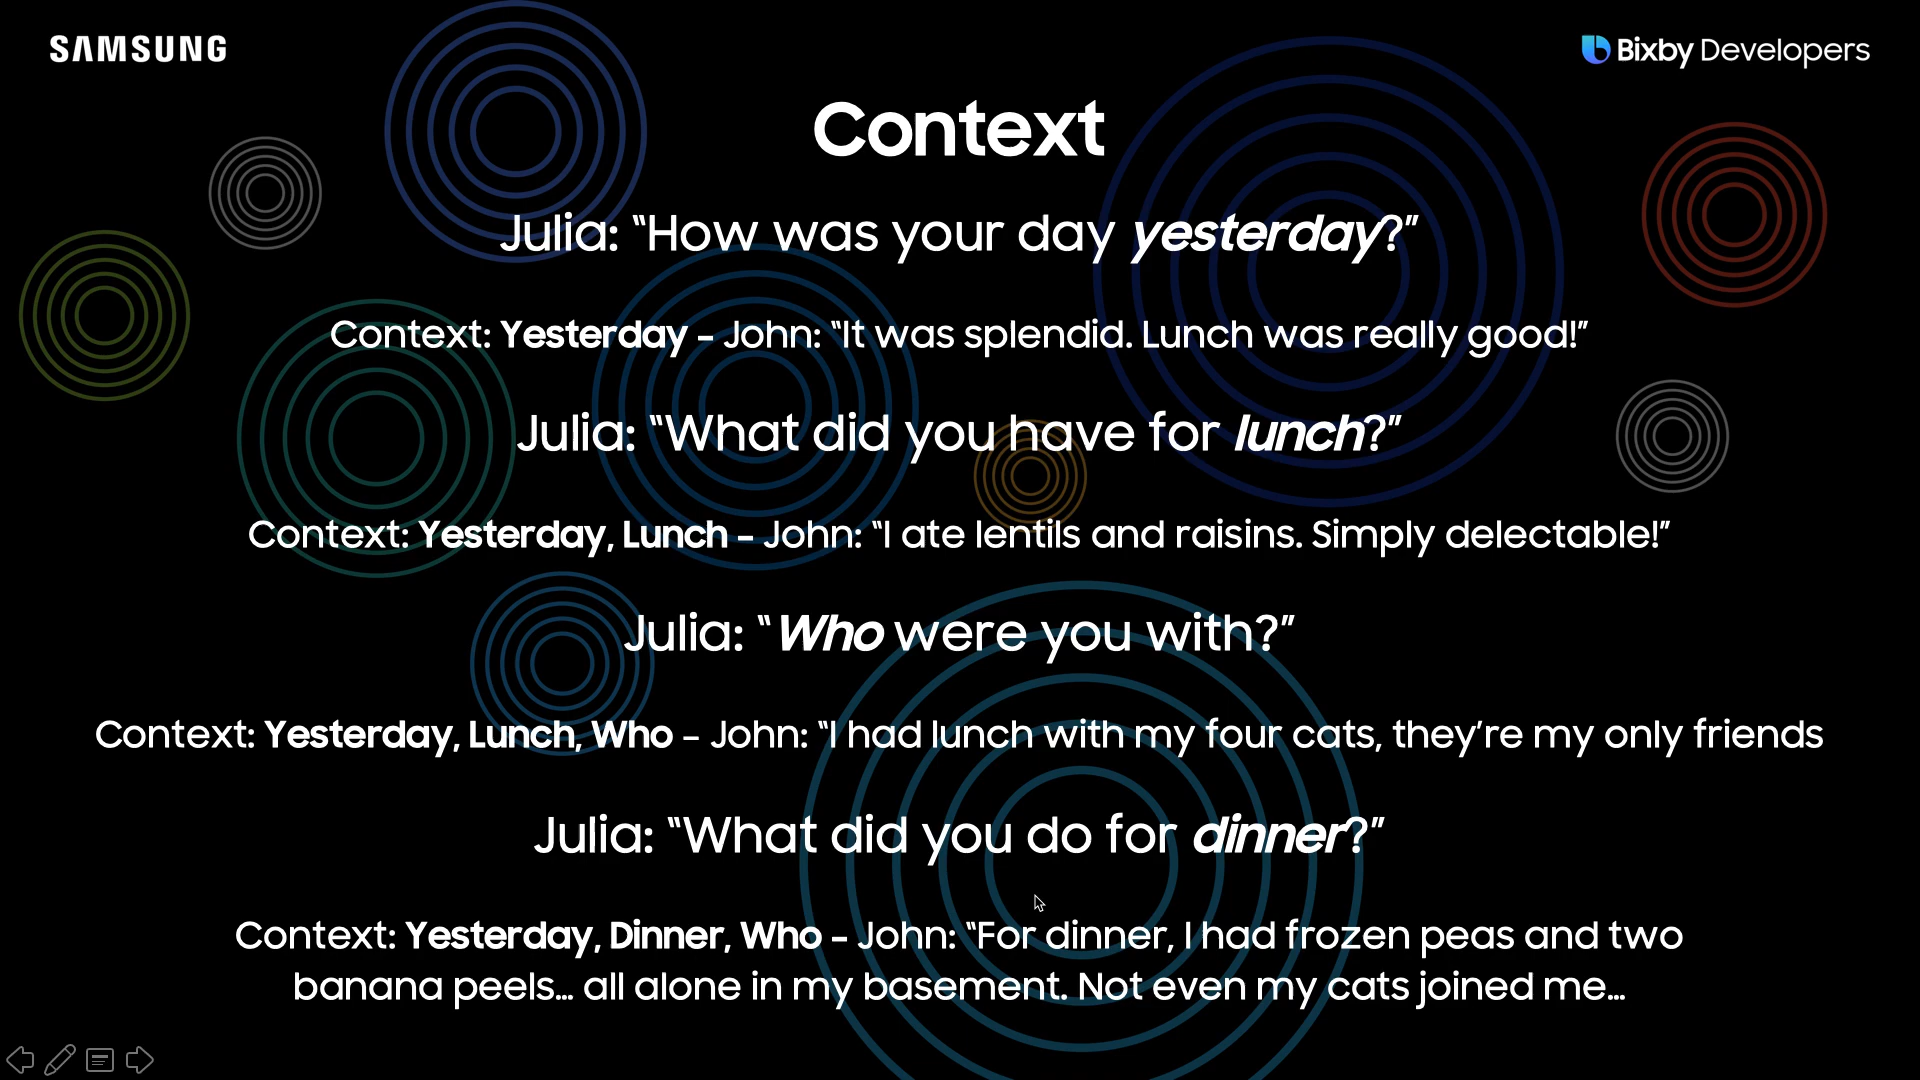 SAMSUNG
Bixby Developers
Context
Julia: “How was your day yesterday?”
Context: Yesterday - John: “It was splendid. Lunch was really good!”
Julia: “What did you have for lunch?”
Context: Yesterday, Lunch - John: “I ate lentils and raisins. Simply delectable!”
Julia: “Who were you with?”
Context: Yesterday, Lunch, Who – John: “I had lunch with my four cats, they’re my only friends
Julia: “What did you do for dinner?”
Context: Yesterday, Dinner, Who - John: “For dinner, I had frozen peas and two
banana peels… all alone in my basement. Not even my cats joined me…